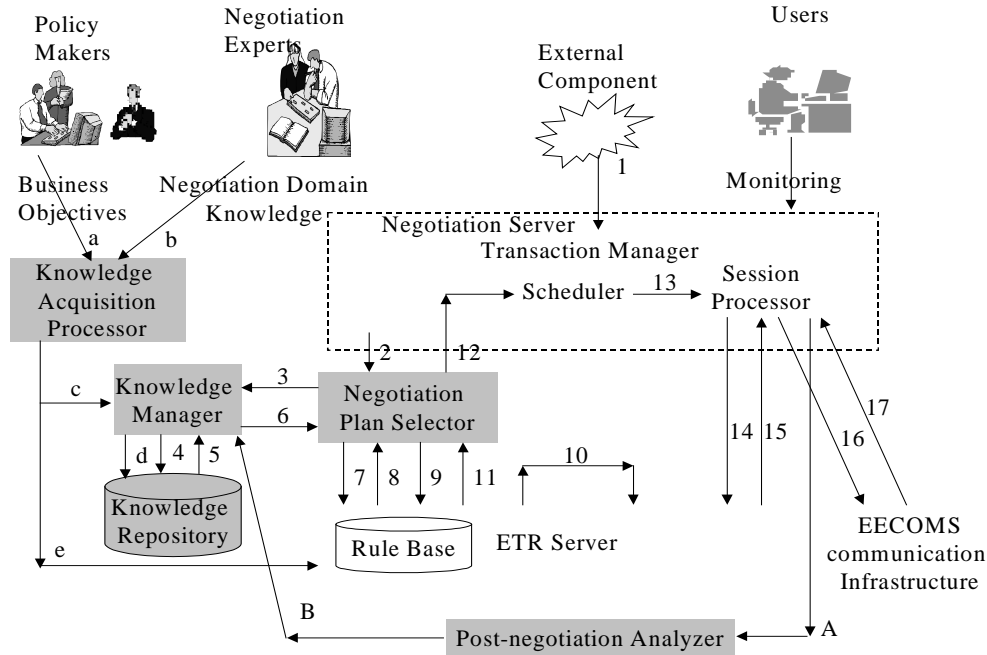 Policy
Makers
Negotiation
Experts
External
Component
Users
1
Business
Objectives
Negotiation Domain
Knowledge
Monitoring
a
b
Negotiation Server
Transaction Manager
Knowledge
Acquisition
Processor
Scheduler
13
Session
Processor
2
12
c
Knowledge
Manager
3
6
Negotiation
Plan Selector
d
4
5
7
8
9
11
10
14
15
16
17
Knowledge
Repository
Rule Base
ETR Server
EECOMS
communication
Infrastructure
e
B
Post-negotiation Analyzer
A